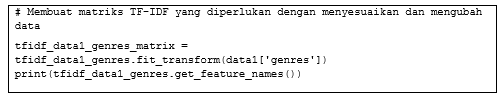 # Membuat matriks TF-IDF yang diperlukan dengan menyesuaikan dan mengubah
data
tfidf_data1_genres_matrix =
tfidf_data1_genres.fit_transform(data1['genres'])
print(tfidf_data1_genres.get_feature_names())